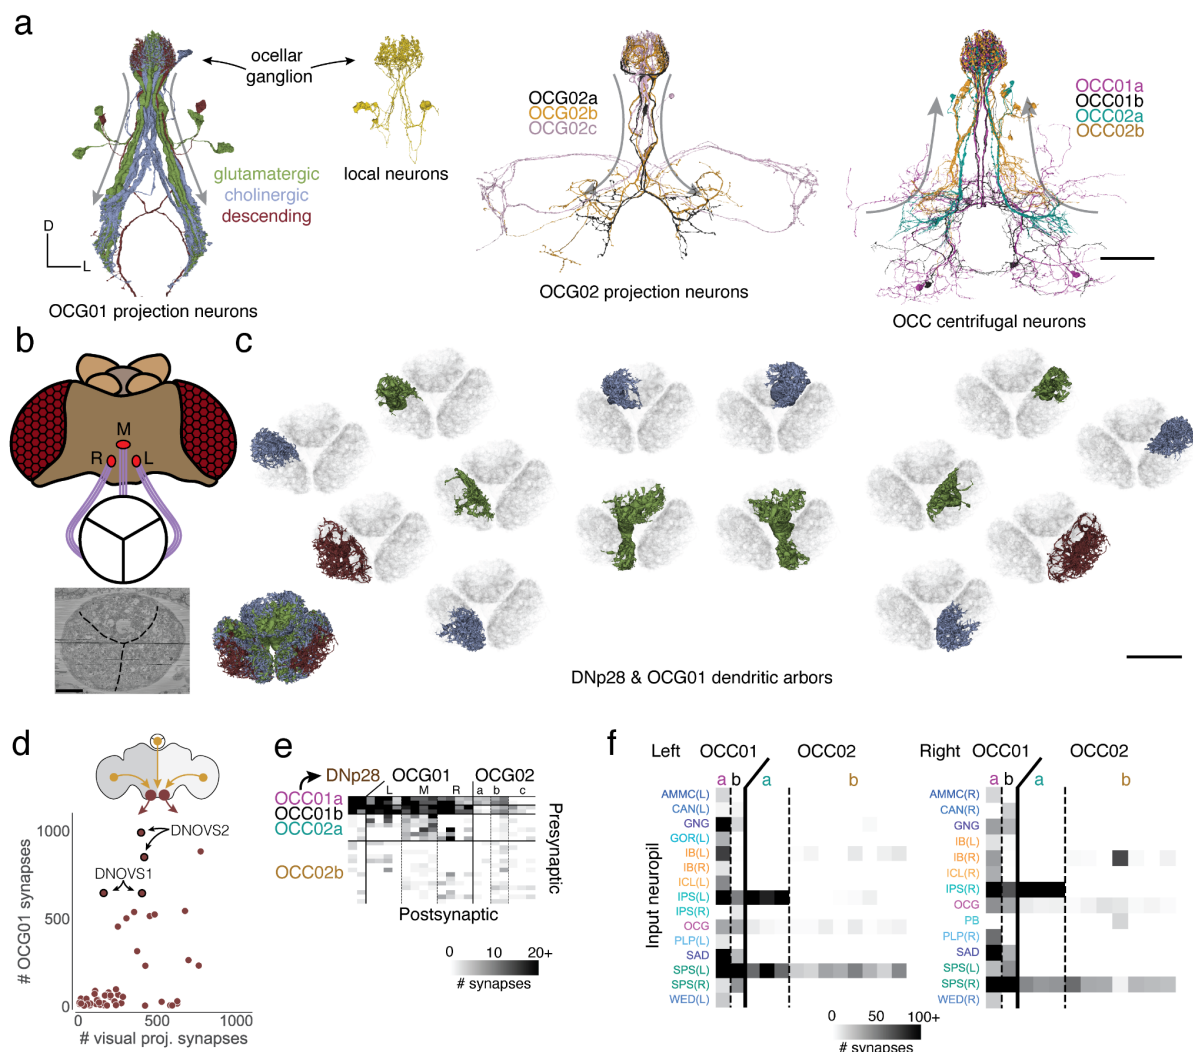 a
ocellar
ganglion
glutamatergic
cholinergic
descending
local neurons
D
L
OCG01 projection neurons
OCG02a
OCG02b
OCG02c
OCG02 projection neurons
OCC01a
OCC01b
OCC02a
OCC02b
OCC centrifugal neurons
b
M
R
L
c
DNp28 & OCG01 dendritic arbors
d
DNOVS2
DNOVS1
# OCG01 synapses
1000
500
0
0
500
1000
# visual proj. synapses
e
DNp28
OCG01
OCG02
L
M
R
a
b
c
OCC01a
OCC01b
OCC02a
OCC02b
Presynaptic
Postsynaptic
0
10
20+
# synapses
f
Left
OCC01
OCC02
a
b
a
b
Input neuropil
AMMC(L)
CAN(L)
GNG
GOR(L)
IB(L)
IB(R)
ICL(L)
IPS(L)
IPS(R)
OCG
PLP(L)
SAD
SPS(L)
SPS(R)
WED(L)
Right
OCC01
OCC02
a
b
a
b
AMMC(R)
CAN(R)
GNG
IB(L)
IB(R)
ICL(R)
IPS(R)
OCG
PB
PLP(R)
SAD
SPS(L)
SPS(R)
WED(R)
0
50
100+
# synapses